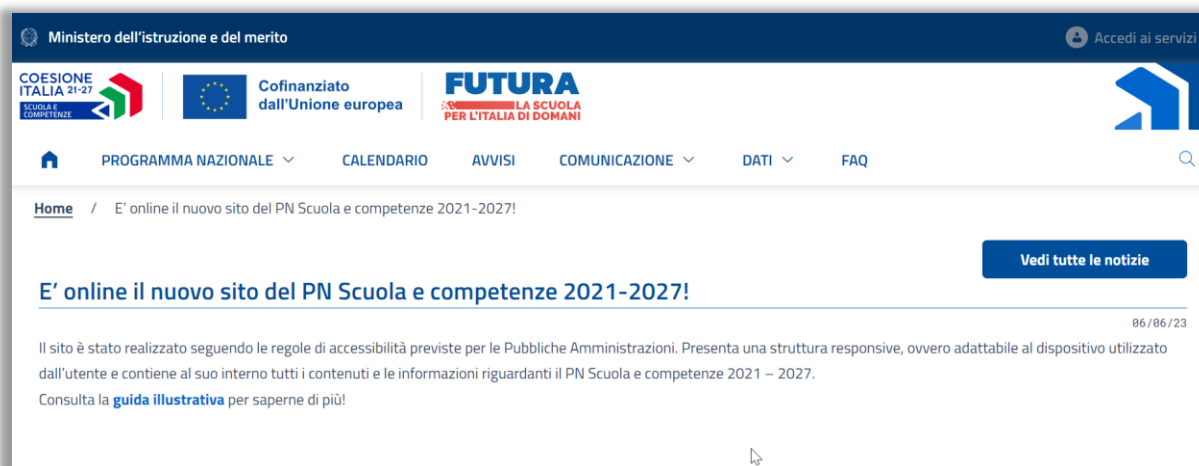 Ministero dell'istruzione e del merito
Accedi ai servizi
COESIONE
ITALIA 21-27
SCUOLA E
COMPETENZE
Cofinanziato
dall'Unione europea
FUTURA
LA SCUOLA
PER L'ITALIA DI DOMANI
PROGRAMMA NAZIONALE
CALENDARIO
AVVISI
COMUNICAZIONE
DATI
FAQ
Home / E' online il nuovo sito del PN Scuola e competenze 2021-2027!
Vedi tutte le notizie
E' online il nuovo sito del PN Scuola e competenze 2021-2027!
06/06/23
Il sito è stato realizzato seguendo le regole di accessibilità previste per le Pubbliche Amministrazioni. Presenta una struttura responsive, ovvero adattabile al dispositivo utilizzato
dall'utente e contiene al suo interno tutti i contenuti e le informazioni riguardanti il PN Scuola e competenze 2021 – 2027.
Consulta la guida illustrativa per saperne di più!